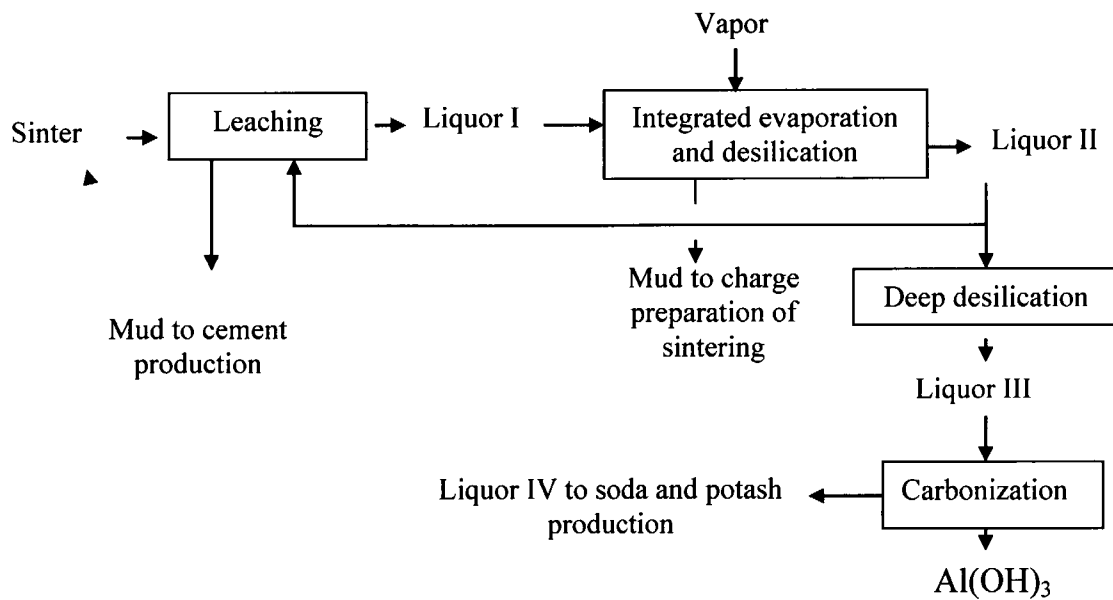 Vapor
Sinter
Leaching
Liquor I
Integrated evaporation
and desilication
Liquor II
Mud to cement
production
Mud to charge
preparation of
sintering
Deep desilication
Liquor III
Liquor IV to soda and potash
production
Carbonization
Al(OH)₃